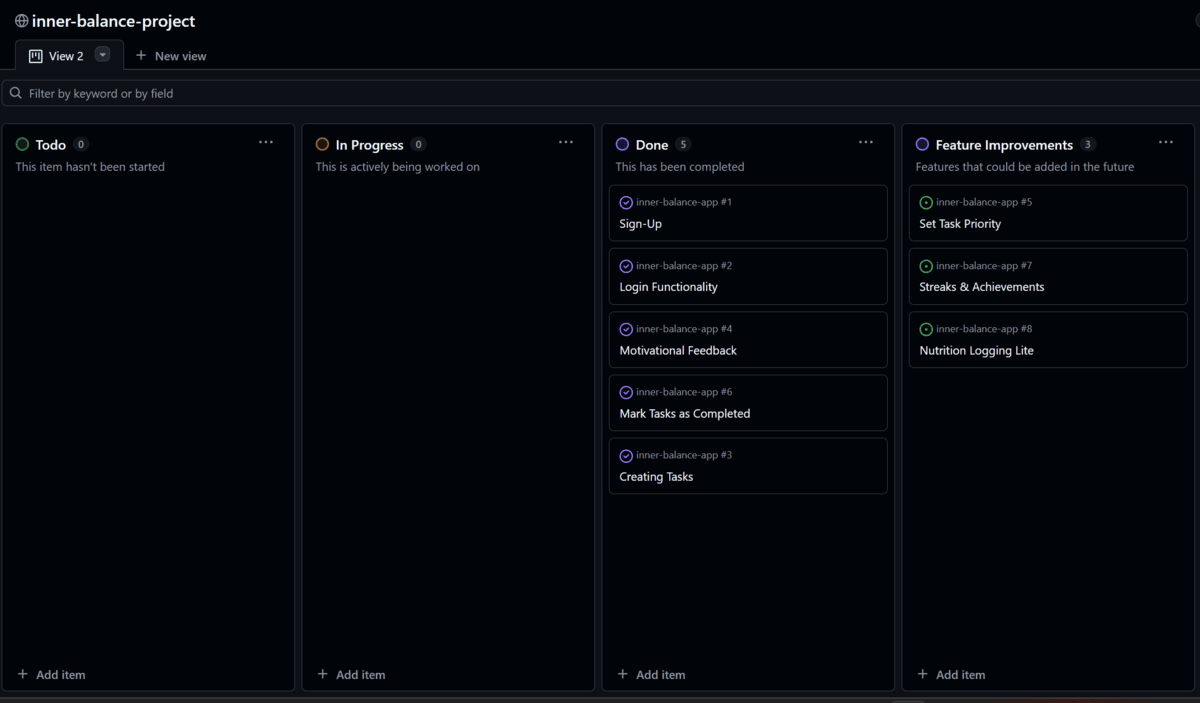 inner-balance-project
View 2
New view
Filter by keyword or by field
Todo 0
This item hasn't been started
Add item
In Progress 0
This is actively being worked on
Add item
Done 5
This has been completed
inner-balance-app #1
Sign-Up
inner-balance-app #2
Login Functionality
inner-balance-app #4
Motivational Feedback
inner-balance-app #6
Mark Tasks as Completed
inner-balance-app #3
Creating Tasks
Add item
Feature Improvements 3
Features that could be added in the future
inner-balance-app #5
Set Task Priority
inner-balance-app #7
Streaks & Achievements
inner-balance-app #8
Nutrition Logging Lite
Add item